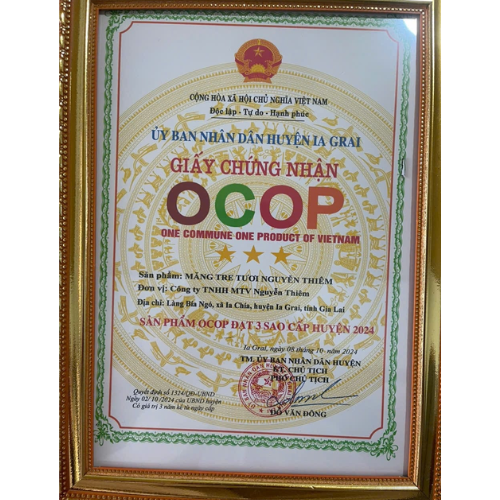 CỘNG HÒA XÃ HỘI CHỦ NGHĨA VIỆT NAM
Độc lập - Tự do - Hạnh phúc
ỦY BAN NHÂN DÂN HUYỆN IA GRAI
GIẤY CHỨNG NHẬN
OCOP
ONE COMMUNE ONE PRODUCT OF VIETNAM
Sản phẩm: MĂNG TRE TƯƠI NGUYÊN THIÊM
Đơn vị: Công ty TNHH MTV Nguyễn Thiêm
Địa chỉ: Làng Bía Ngó, xã Ia Chía, huyện Ia Grai, tỉnh Gia Lai
SẢN PHẨM OCOP ĐẠT 3 SAO CẤP HUYỆN 2024
Ia Grai, ngày 08 tháng 10 năm 2024
TM. ỦY BAN NHÂN DÂN HUYỆN
KT. CHỦ TỊCH
PHÓ CHỦ TỊCH
Quyết định số 1524/QĐ-UBND
Ngày 02/10/2024 của UBND huyện
Có giá trị 3 năm kể từ ngày cấp
ĐỖ VĂN ĐÔNG